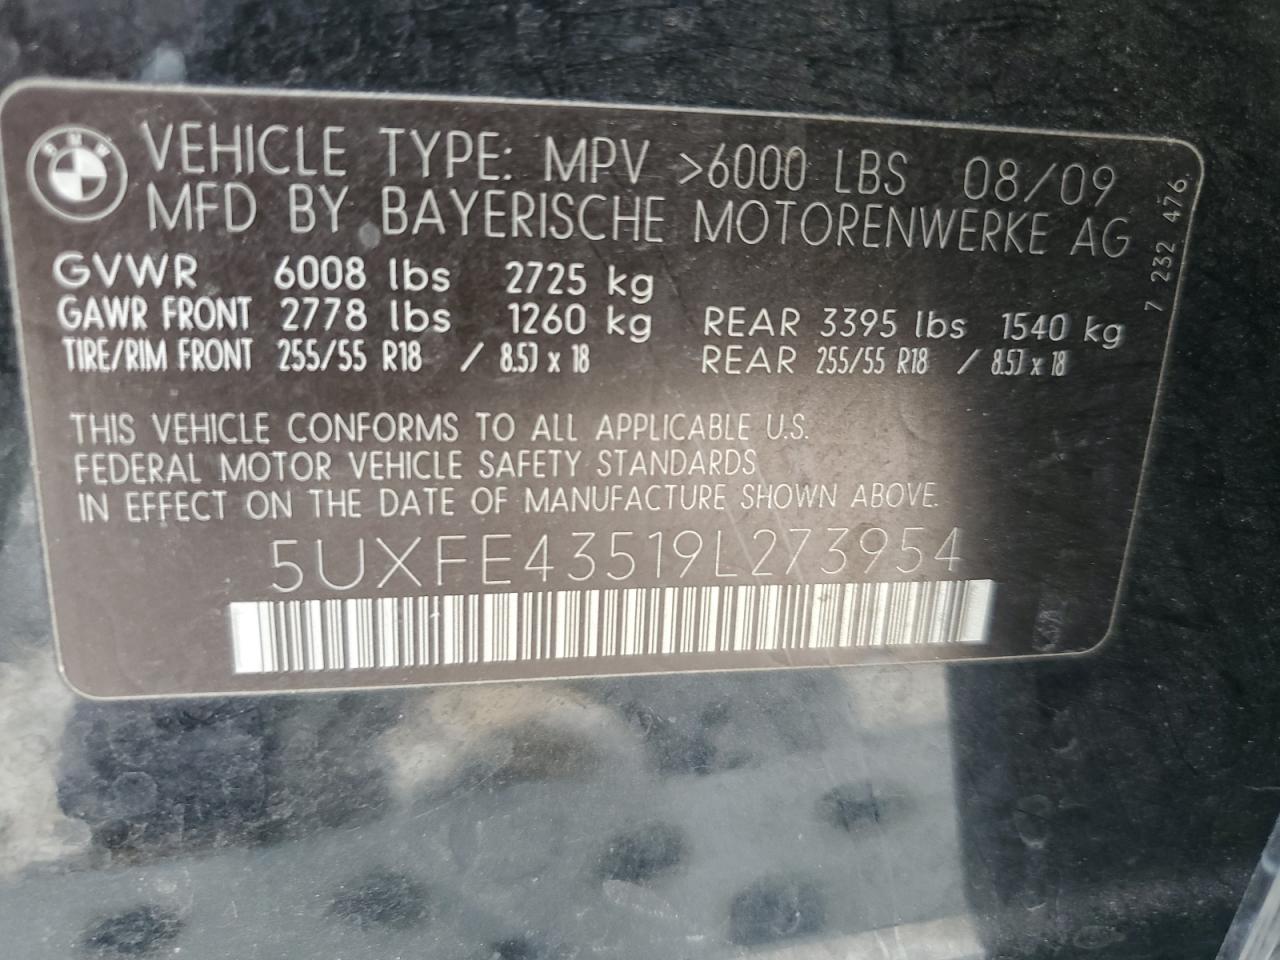 BMW
VEHICLE TYPE: MPV >6000 LBS 08/09
MFD BY BAYERISCHE MOTORENWERKE AG
GVWR 6008 lbs 2725 kg
GAWR FRONT 2778 lbs 1260 kg REAR 3395 lbs 1540 kg
TIRE/RIM FRONT 255/55 R18 / 8.5J x 18 REAR 255/55 R18 / 8.5J x 18
7 232 476
THIS VEHICLE CONFORMS TO ALL APPLICABLE U.S.
FEDERAL MOTOR VEHICLE SAFETY STANDARDS
IN EFFECT ON THE DATE OF MANUFACTURE SHOWN ABOVE.
5UXFE43519L273954